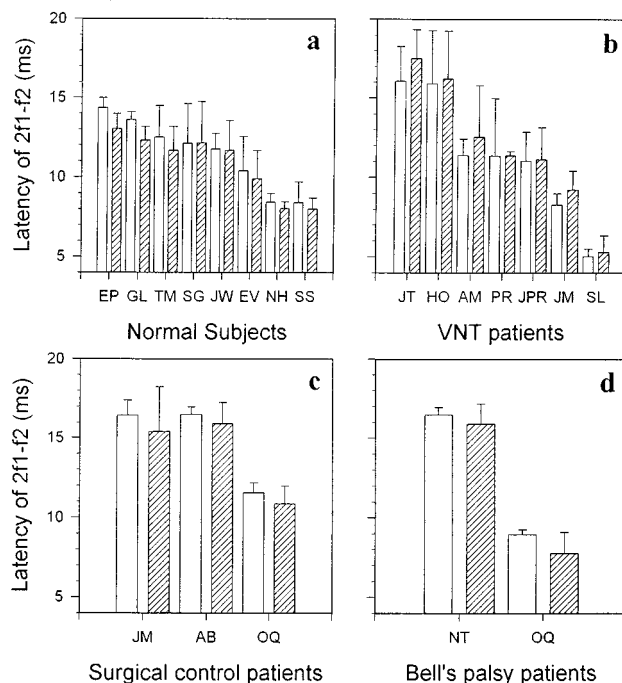 20
15
10
5
Latency of 2f1-f2 (ms)
a
EP GL TM SG JW EV NH SS
Normal Subjects
b
JT HO AM PR JPR JM SL
VNT patients
20
15
10
5
Latency of 2f1-f2 (ms)
c
JM AB OQ
Surgical control patients
d
NT OQ
Bell's palsy patients